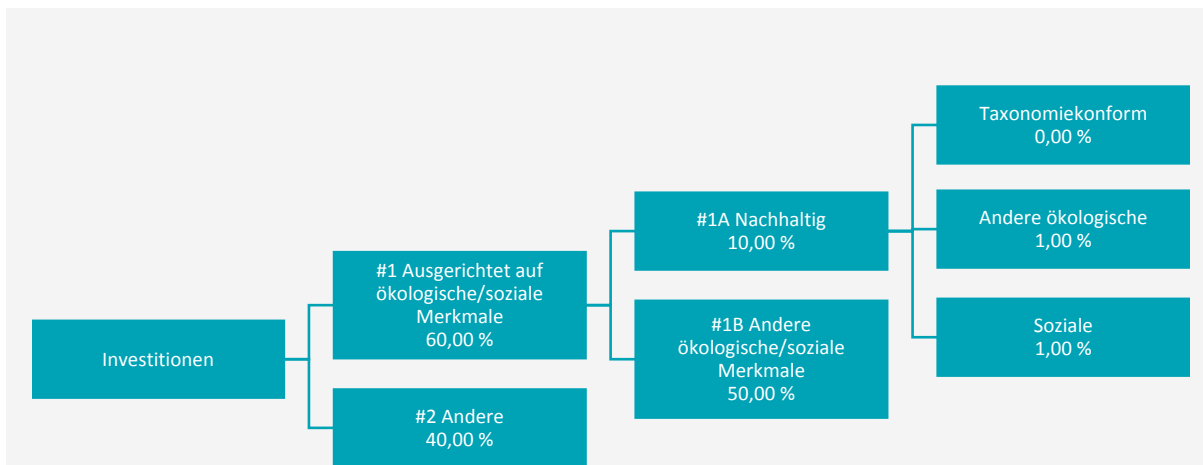 Investitionen
#1 Ausgerichtet auf
ökologische/soziale
Merkmale
60,00 %
#2 Andere
40,00 %
#1A Nachhaltig
10,00 %
#1B Andere
ökologische/soziale
Merkmale
50,00 %
Taxonomiekonform
0,00 %
Andere ökologische
1,00 %
Soziale
1,00 %